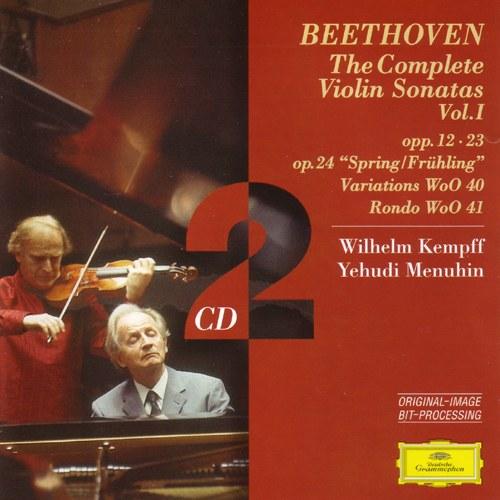 BEETHOVEN
The Complete
Violin Sonatas
Vol.I
opp. 12 · 23
op. 24 “Spring/Frühling”
Variations WoO 40
Rondo WoO 41
Wilhelm Kempff
Yehudi Menuhin
2
CD
ORIGINAL-IMAGE
BIT-PROCESSING
Deutsche
Grammophon